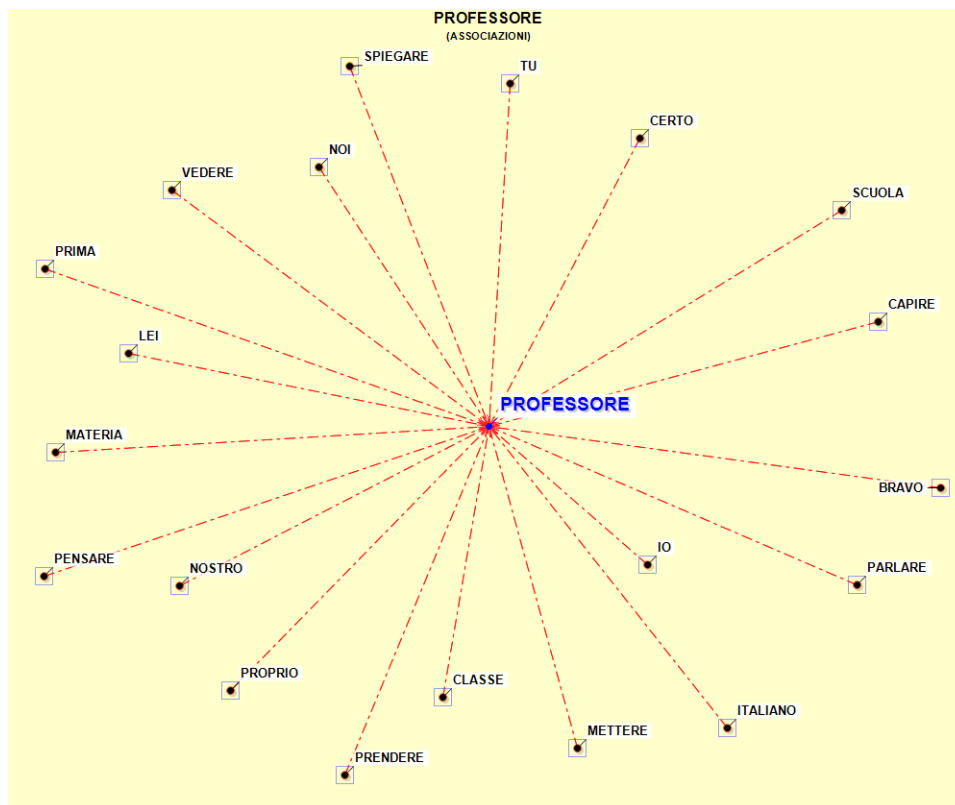 PROFESSORE
(ASSOCIAZIONI)
SPIEGARE
TU
CERTO
NOI
VEDERE
SCUOLA
PRIMA
CAPIRE
LEI
PROFESSORE
MATERIA
BRAVO
IO
PENSARE
NOSTRO
PARLARE
PROPRIO
CLASSE
ITALIANO
METTERE
PRENDERE